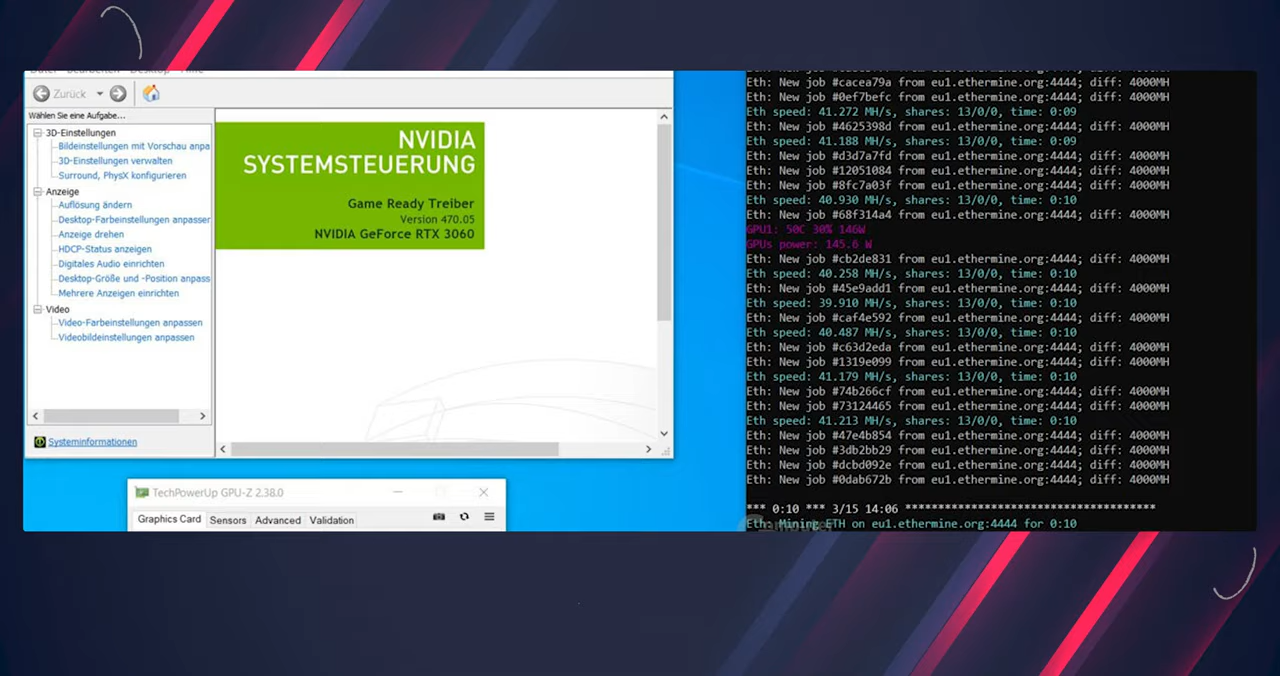 Datei Bearbeiten Desktop Hilfe
Zurück
Wählen Sie eine Aufgabe...
3D-Einstellungen
Bildeinstellungen mit Vorschau anpa
3D-Einstellungen verwalten
Surround, PhysX konfigurieren
Anzeige
Auflösung ändern
Desktop-Farbeinstellungen anpasser
Anzeige drehen
HDCP-Status anzeigen
Digitales Audio einrichten
Desktop-Größe und -Position anpass
Mehrere Anzeigen einrichten
Video
Video-Farbeinstellungen anpassen
Videobildeinstellungen anpassen
Systeminformationen
NVIDIA
SYSTEMSTEUERUNG
Game Ready Treiber
Version 470.05
NVIDIA GeForce RTX 3060
TechPowerUp GPU-Z 2.38.0
Graphics Card Sensors Advanced Validation
Eth: New job #cacea79a from eu1.ethermine.org:4444; diff: 4000MH
Eth: New job #0ef7befc from eu1.ethermine.org:4444; diff: 4000MH
Eth speed: 41.272 MH/s, shares: 13/0/0, time: 0:09
Eth: New job #4625398d from eu1.ethermine.org:4444; diff: 4000MH
Eth speed: 41.188 MH/s, shares: 13/0/0, time: 0:09
Eth: New job #d3d7a7fd from eu1.ethermine.org:4444; diff: 4000MH
Eth: New job #12051084 from eu1.ethermine.org:4444; diff: 4000MH
Eth: New job #8fc7a03f from eu1.ethermine.org:4444; diff: 4000MH
Eth speed: 40.930 MH/s, shares: 13/0/0, time: 0:10
Eth: New job #68f314a4 from eu1.ethermine.org:4444; diff: 4000MH
GPU1: 50C 30% 146W
GPUs power: 145.6 W
Eth: New job #cb2de831 from eu1.ethermine.org:4444; diff: 4000MH
Eth speed: 40.258 MH/s, shares: 13/0/0, time: 0:10
Eth: New job #45e9add1 from eu1.ethermine.org:4444; diff: 4000MH
Eth speed: 39.910 MH/s, shares: 13/0/0, time: 0:10
Eth: New job #caf4e592 from eu1.ethermine.org:4444; diff: 4000MH
Eth speed: 40.487 MH/s, shares: 13/0/0, time: 0:10
Eth: New job #c63d2eda from eu1.ethermine.org:4444; diff: 4000MH
Eth: New job #1319e099 from eu1.ethermine.org:4444; diff: 4000MH
Eth speed: 41.179 MH/s, shares: 13/0/0, time: 0:10
Eth: New job #74b266cf from eu1.ethermine.org:4444; diff: 4000MH
Eth: New job #73124465 from eu1.ethermine.org:4444; diff: 4000MH
Eth speed: 41.213 MH/s, shares: 13/0/0, time: 0:10
Eth: New job #47e4b854 from eu1.ethermine.org:4444; diff: 4000MH
Eth: New job #3db2bb29 from eu1.ethermine.org:4444; diff: 4000MH
Eth: New job #dcbd092e from eu1.ethermine.org:4444; diff: 4000MH
Eth: New job #0dab672b from eu1.ethermine.org:4444; diff: 4000MH
*** 0:10 *** 3/15 14:06 **************************************
Eth: Mining ETH on eu1.ethermine.org:4444 for 0:10